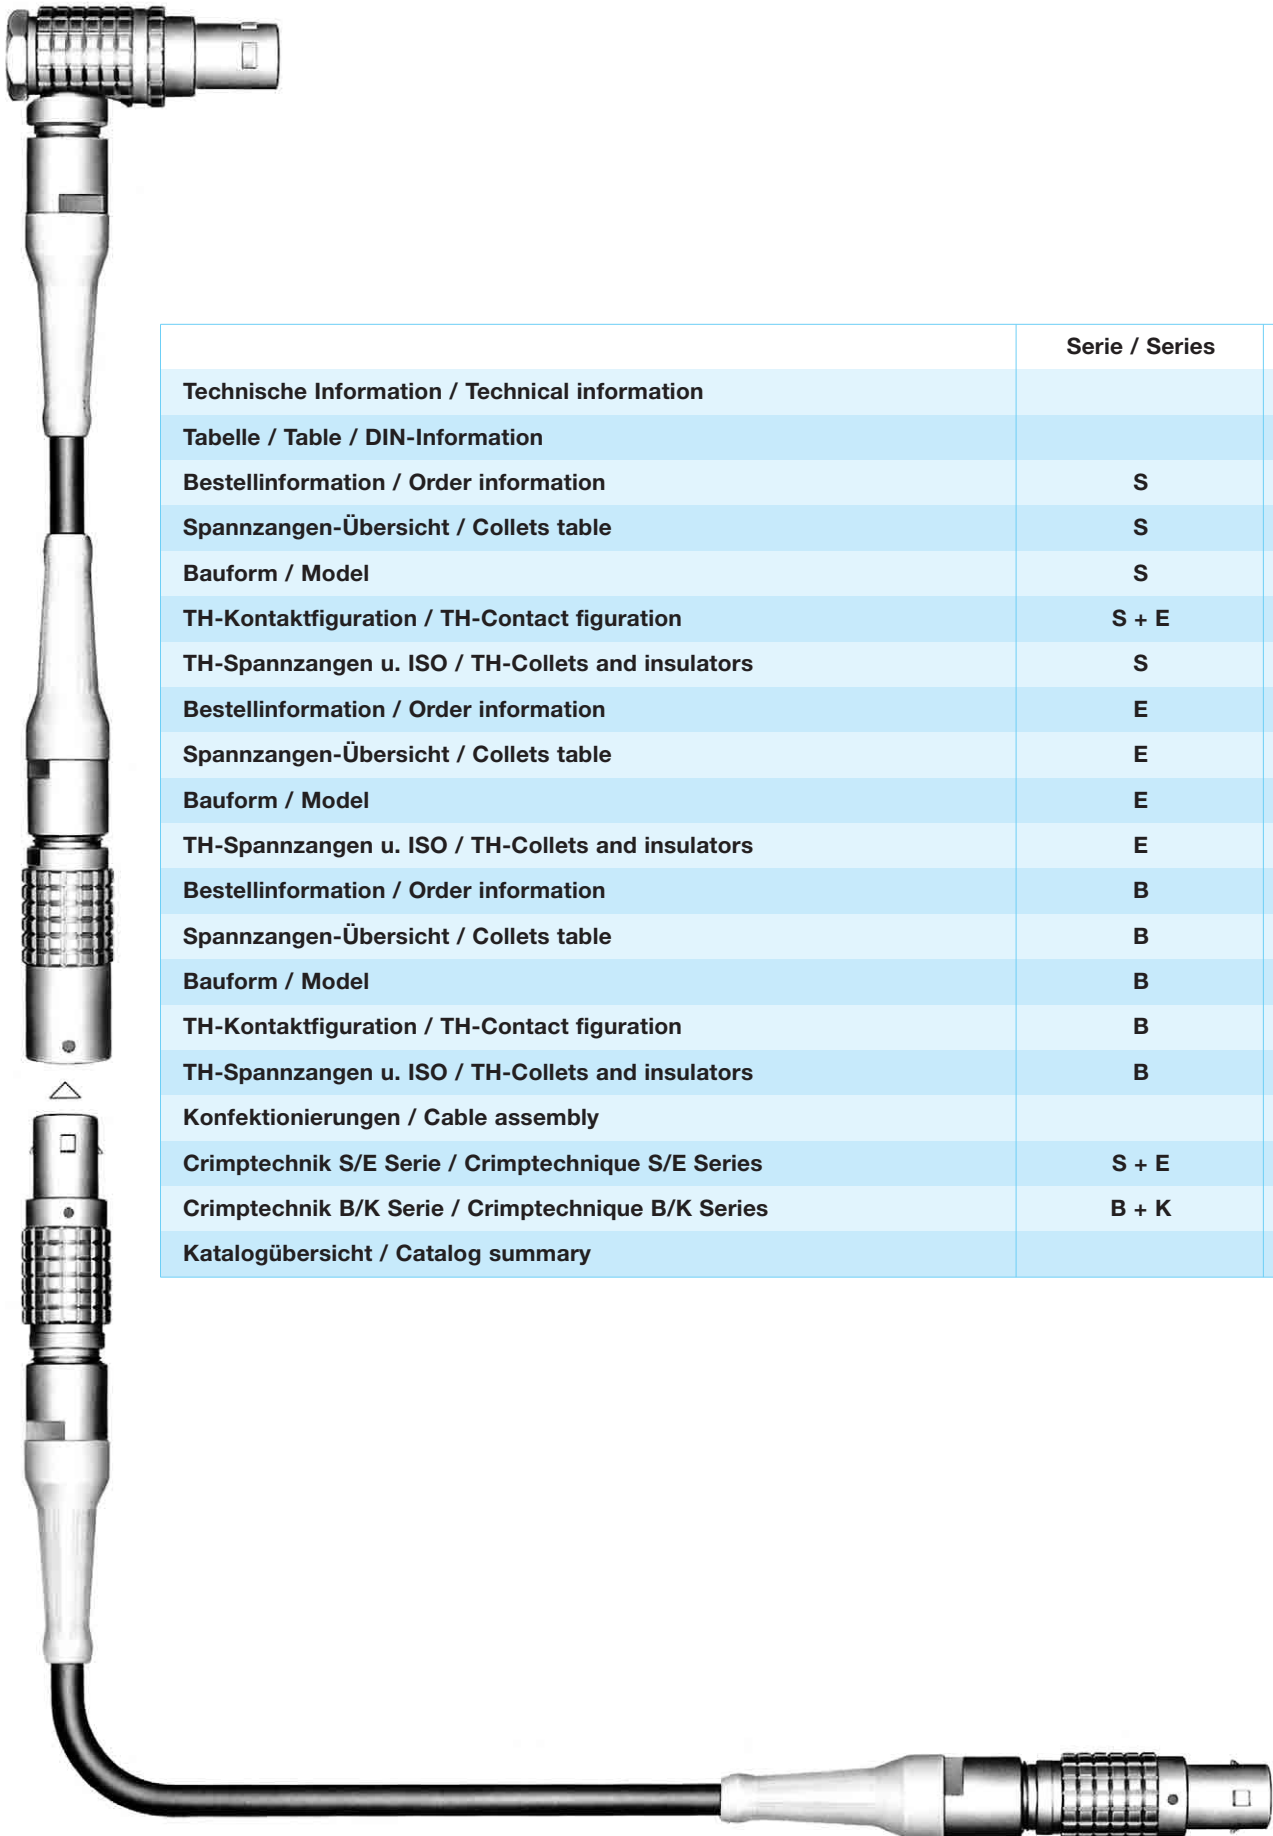 Serie / Series
Technische Information / Technical information
Tabelle / Table / DIN-Information
Bestellinformation / Order information S
Spannzangen-Übersicht / Collets table S
Bauform / Model S
TH-Kontaktfiguration / TH-Contact figuration S + E
TH-Spannzangen u. ISO / TH-Collets and insulators S
Bestellinformation / Order information E
Spannzangen-Übersicht / Collets table E
Bauform / Model E
TH-Spannzangen u. ISO / TH-Collets and insulators E
Bestellinformation / Order information B
Spannzangen-Übersicht / Collets table B
Bauform / Model B
TH-Kontaktfiguration / TH-Contact figuration B
TH-Spannzangen u. ISO / TH-Collets and insulators B
Konfektionierungen / Cable assembly
Crimptechnik S/E Serie / Crimptechnique S/E Series S + E
Crimptechnik B/K Serie / Crimptechnique B/K Series B + K
Katalogübersicht / Catalog summary